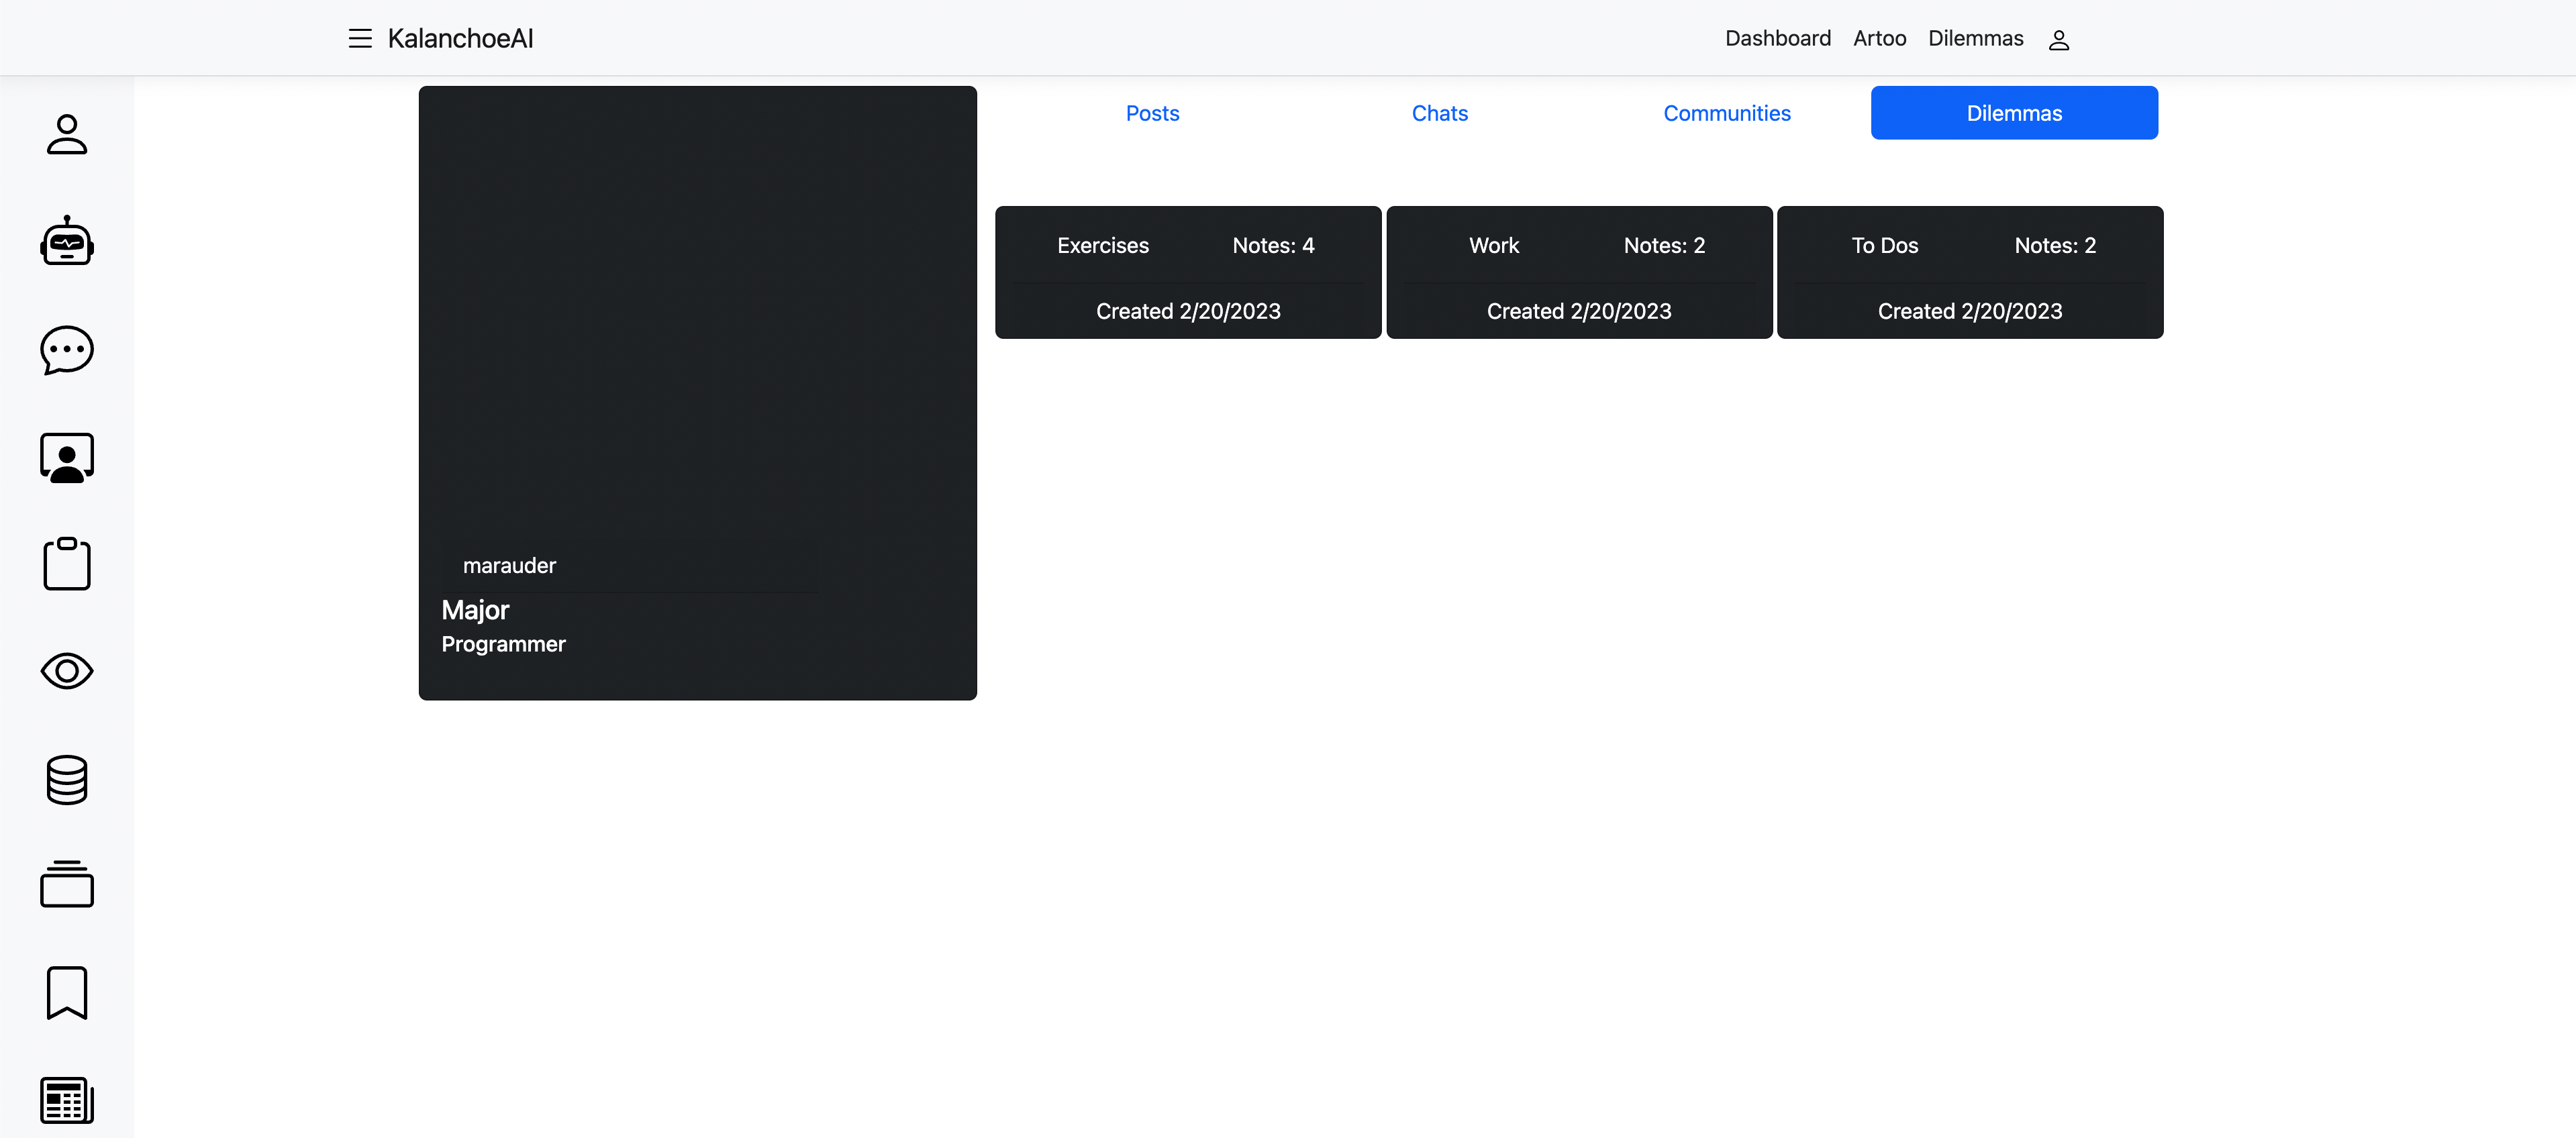 KalanchoeAI
Dashboard Artoo Dilemmas
Posts Chats Communities Dilemmas
Exercises Notes: 4
Created 2/20/2023
Work Notes: 2
Created 2/20/2023
To Dos Notes: 2
Created 2/20/2023
marauder
Major
Programmer